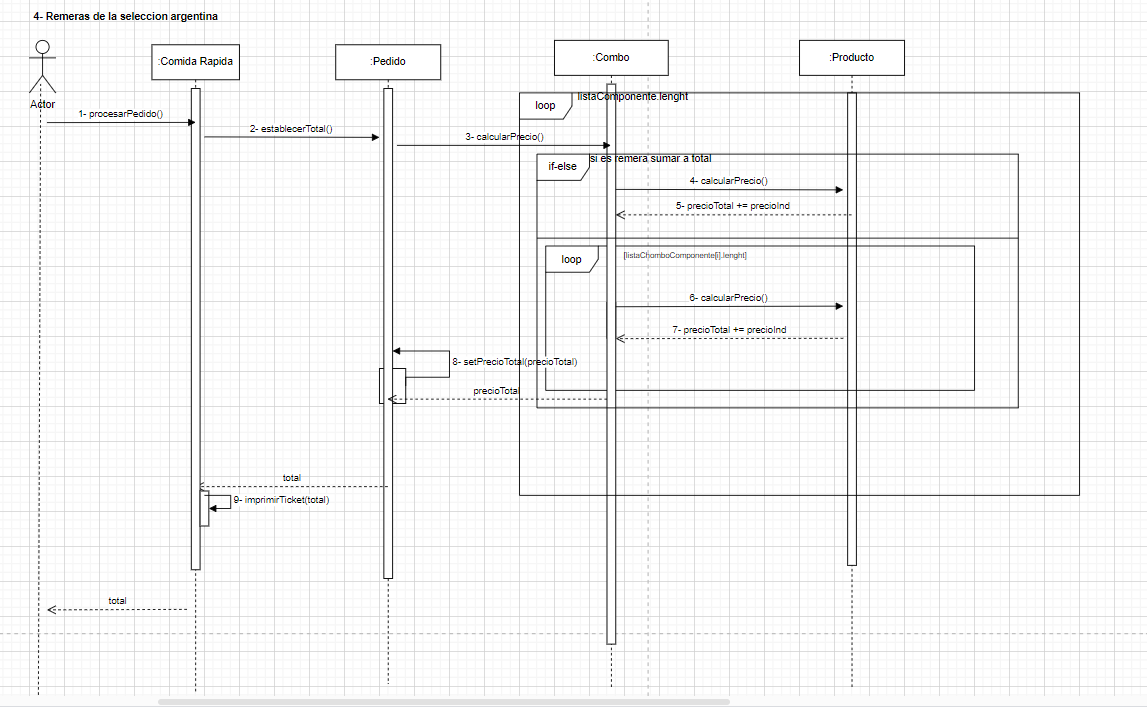 4- Remeras de la seleccion argentina
:Comida Rapida
:Pedido
:Combo
:Producto
Actor
loop
listaComponente.lenght
1- procesarPedido()
2- establecerTotal()
3- calcularPrecio()
if-else
si es remera sumar a total
4- calcularPrecio()
5- precioTotal += precioInd
loop
[listaChomboComponente[i].lenght]
6- calcularPrecio()
7- precioTotal += precioInd
8- setPrecioTotal(precioTotal)
precioTotal
total
9- imprimirTicket(total)
total